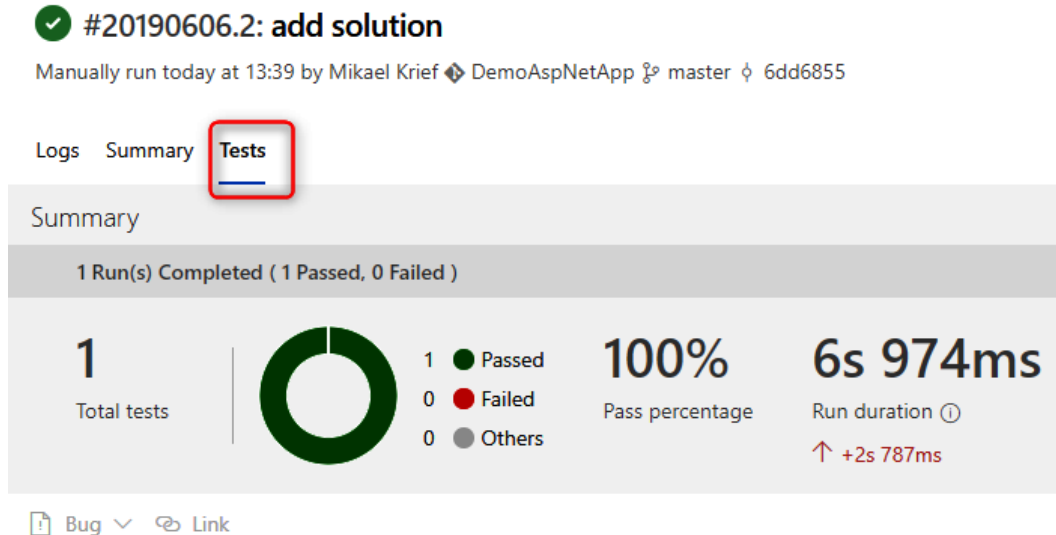 #20190606.2: add solution
Manually run today at 13:39 by Mikael Krief DemoAspNetApp master 6dd6855
Logs Summary Tests
Summary
1 Run(s) Completed ( 1 Passed, 0 Failed )
1
Total tests
1 Passed
0 Failed
0 Others
100%
Pass percentage
6s 974ms
Run duration
+2s 787ms
Bug Link